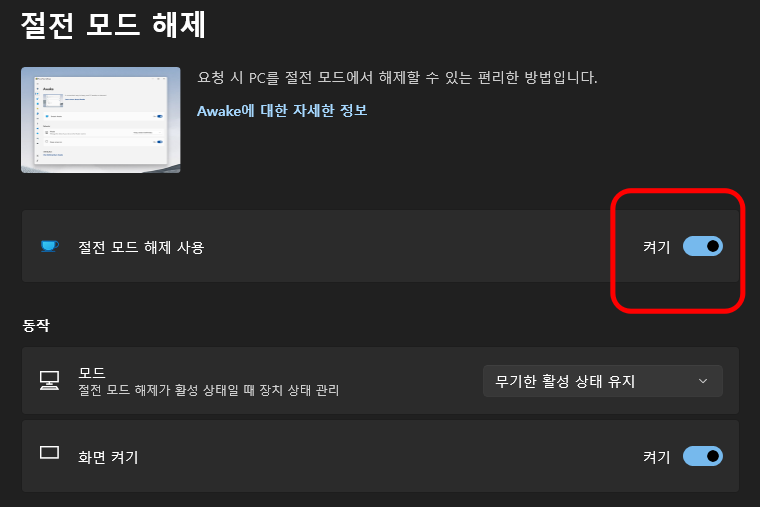 절전 모드 해제
요청 시 PC를 절전 모드에서 해제할 수 있는 편리한 방법입니다.
Awake에 대한 자세한 정보
Awake
절전 모드 해제 사용
켜기
동작
모드
절전 모드 해제가 활성 상태일 때 장치 상태 관리
무기한 활성 상태 유지
화면 켜기
켜기